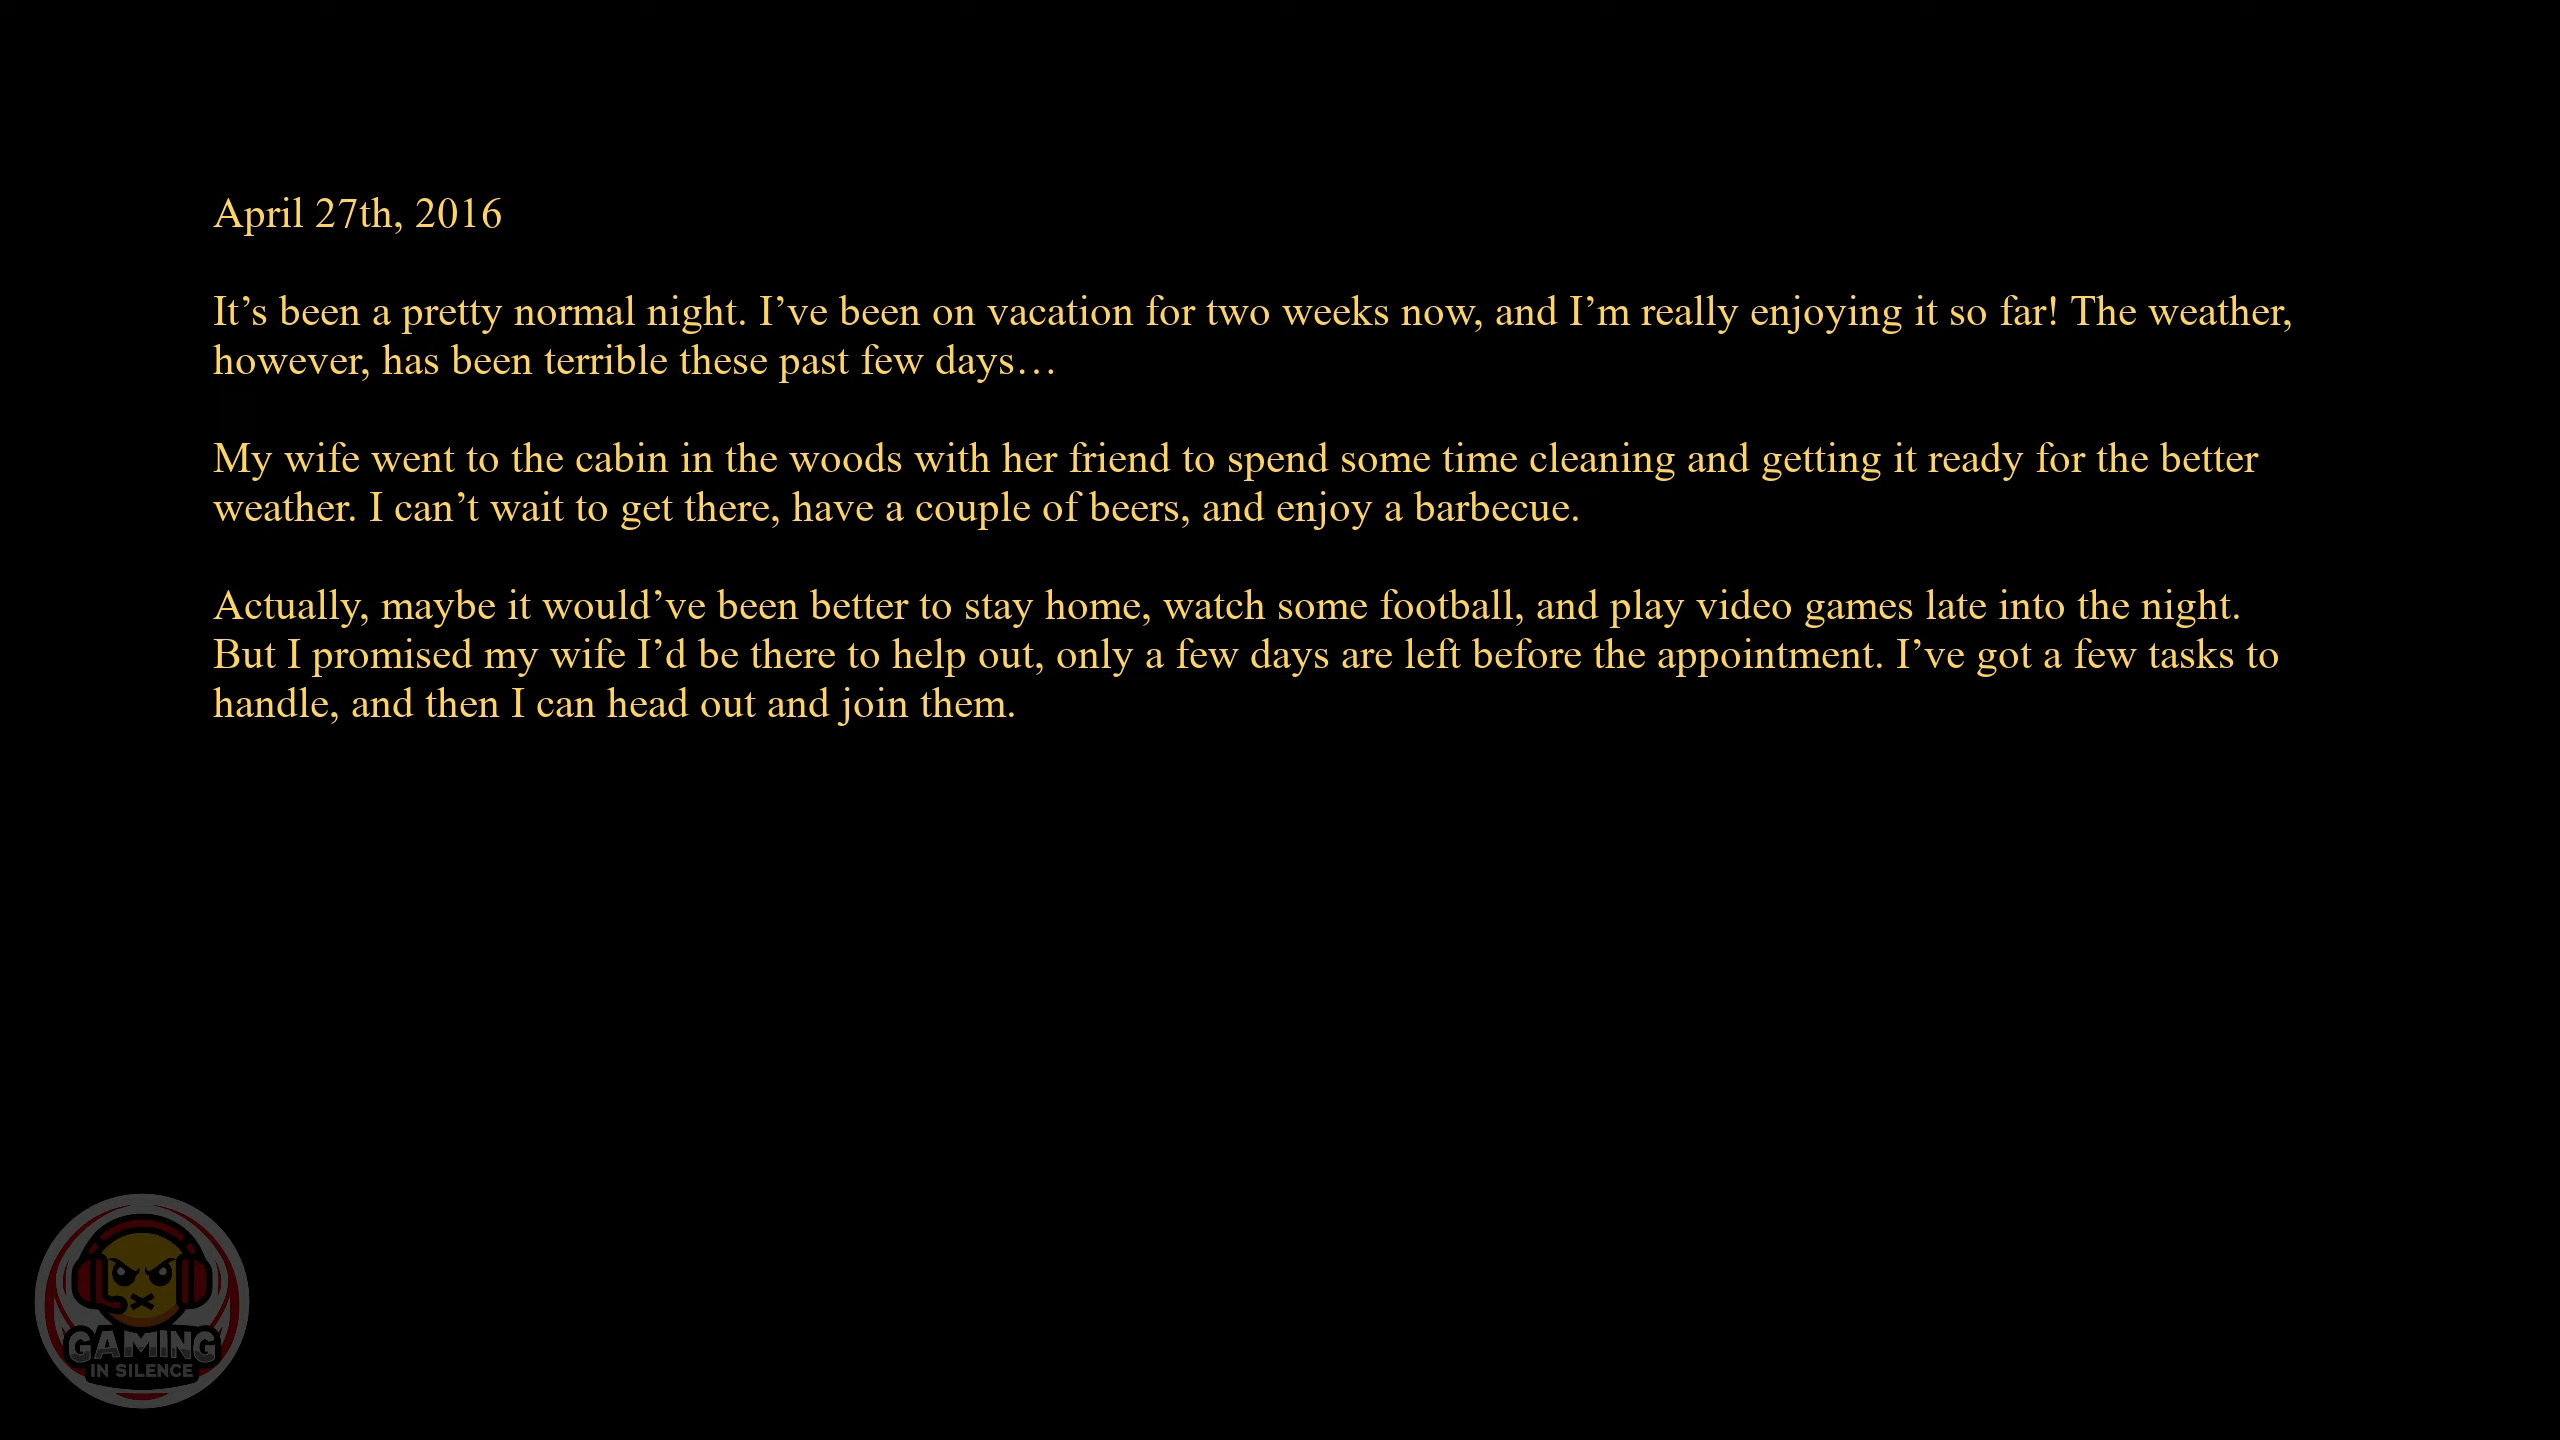 April 27th, 2016
It’s been a pretty normal night. I’ve been on vacation for two weeks now, and I’m really enjoying it so far! The weather,
however, has been terrible these past few days…
My wife went to the cabin in the woods with her friend to spend some time cleaning and getting it ready for the better
weather. I can’t wait to get there, have a couple of beers, and enjoy a barbecue.
Actually, maybe it would’ve been better to stay home, watch some football, and play video games late into the night.
But I promised my wife I’d be there to help out, only a few days are left before the appointment. I’ve got a few tasks to
handle, and then I can head out and join them.
GAMING
IN SILENCE